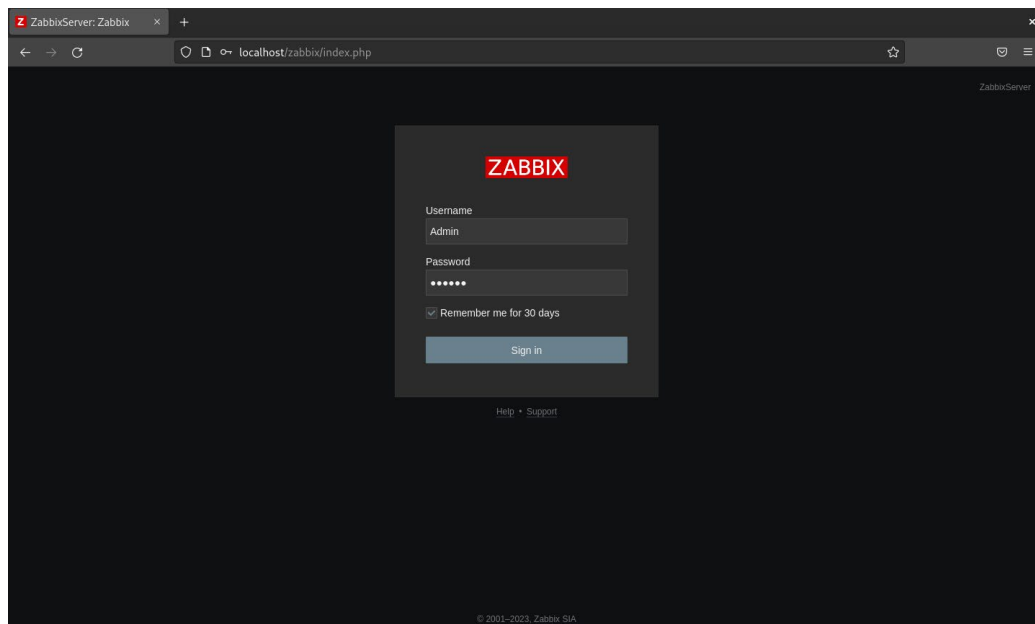 Z ZabbixServer: Zabbix
localhost/zabbix/index.php
ZabbixServer
ZABBIX
Username
Admin
Password
••••••
Remember me for 30 days
Sign in
Help • Support
© 2001–2023, Zabbix SIA